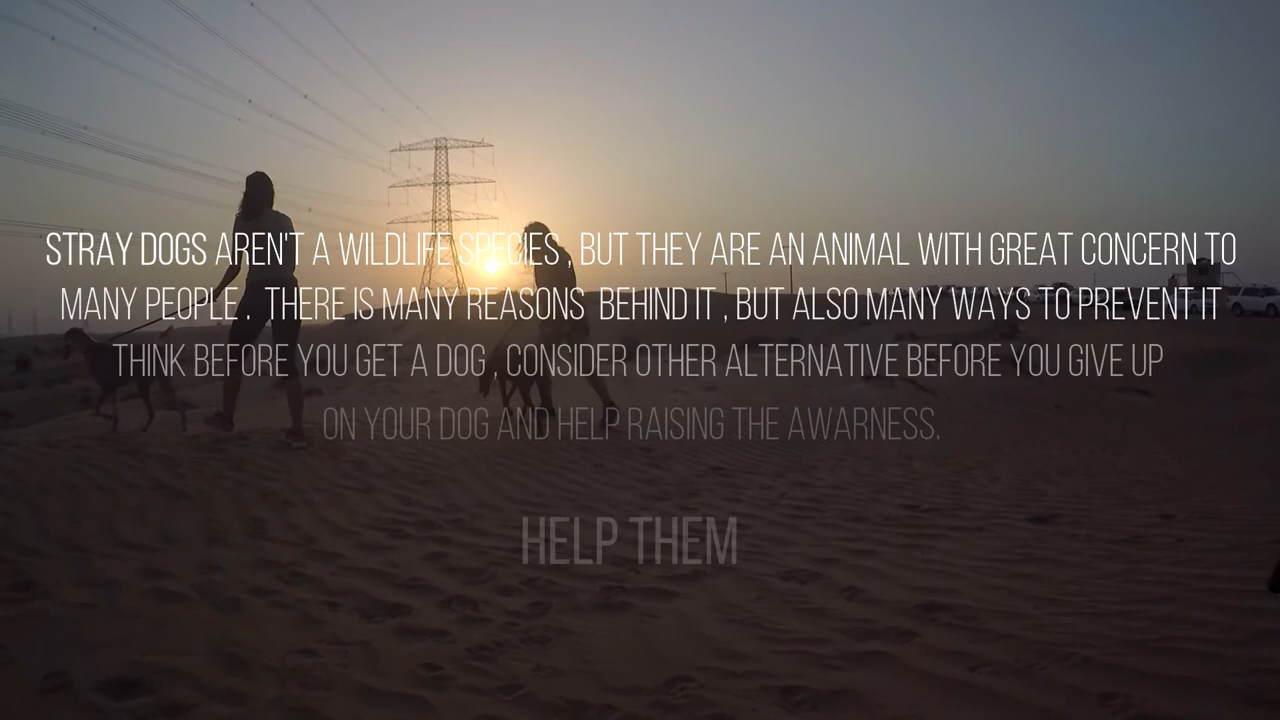 STRAY DOGS AREN'T A WILDLIFE SPECIES , BUT THEY ARE AN ANIMAL WITH GREAT CONCERN TO
MANY PEOPLE . THERE IS MANY REASONS BEHIND IT , BUT ALSO MANY WAYS TO PREVENT IT
THINK BEFORE YOU GET A DOG , CONSIDER OTHER ALTERNATIVE BEFORE YOU GIVE UP
ON YOUR DOG AND HELP RAISING THE AWARNESS.
HELP THEM